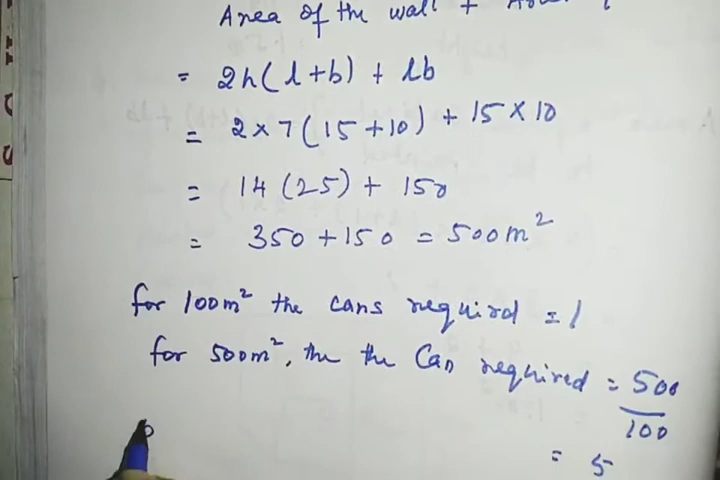 Area of the wall +
= 2h(l+b) + lb
= 2×7(15+10) + 15×10
= 14(25) + 150
= 350+150 = 500m²
for 100m² the cans required = 1
for 500m², the the Can required = 500/100
= 5